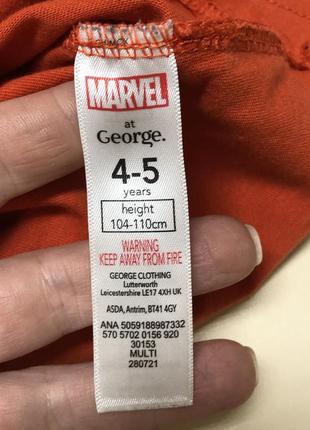 MARVEL
at
George.
4-5
years
height
104-110cm
WARNING
KEEP AWAY FROM FIRE
GEORGE CLOTHING
Lutterworth
Leicestershire LE17 4XH UK
ASDA, Antrim, BT41 4GY
ANA 5059188987332
570 5702 0156 920
30153
MULTI
280721